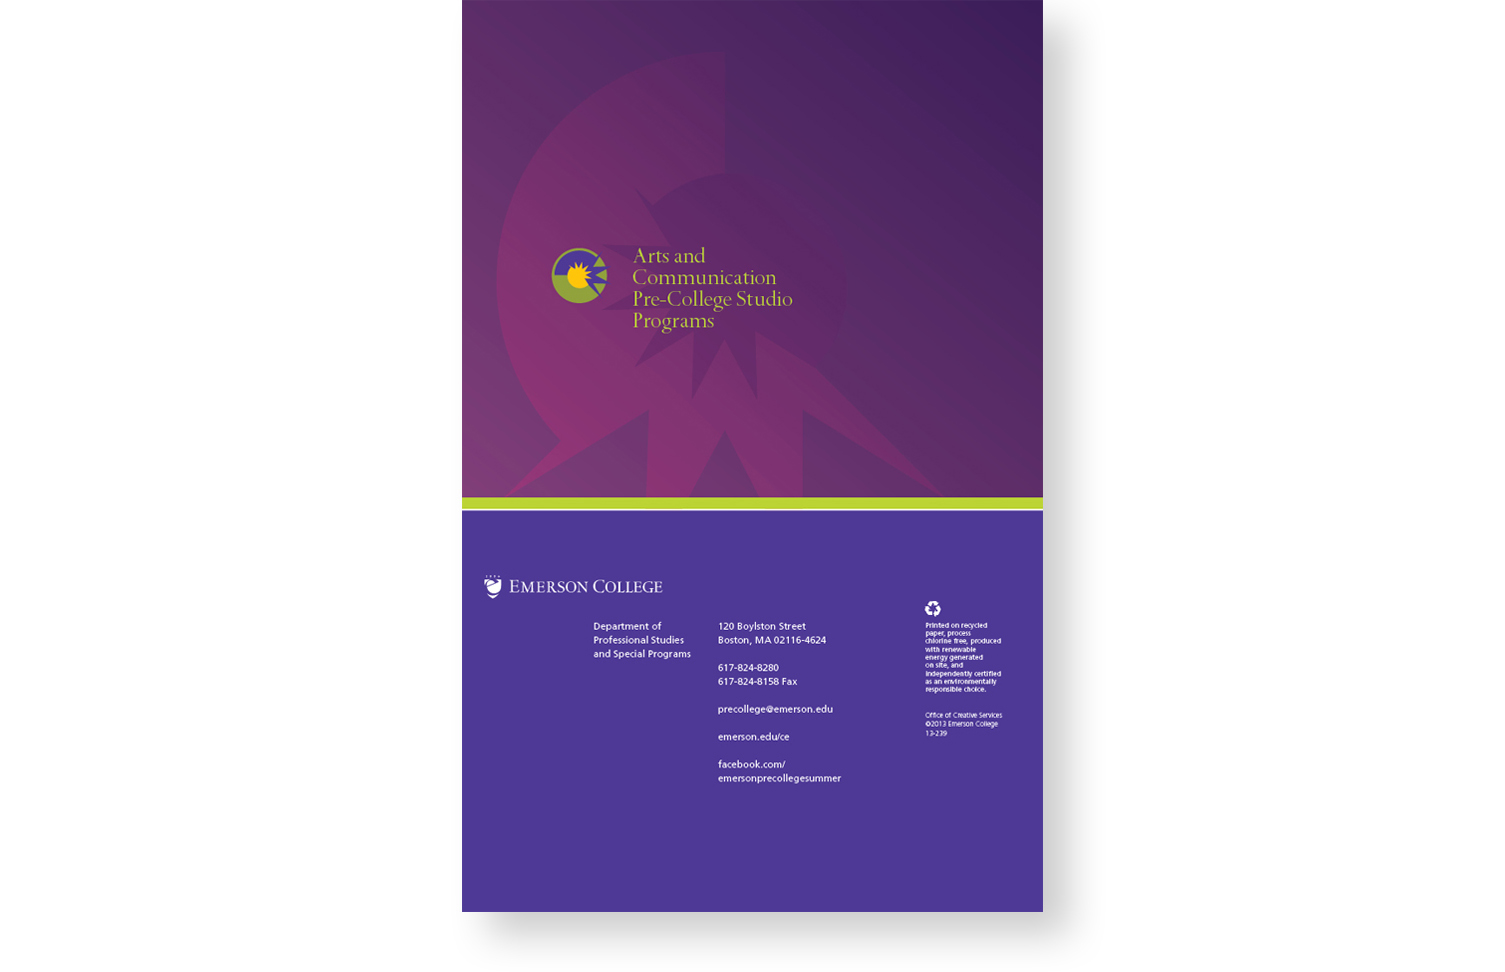 Arts and
Communication
Pre-College Studio
Programs
EMERSON COLLEGE
Department of
Professional Studies
and Special Programs
120 Boylston Street
Boston, MA 02116-4624
617-824-8280
617-824-8158 Fax
precollege@emerson.edu
emerson.edu/ce
facebook.com/
emersonprecollegesummer
Printed on recycled
paper, process
chlorine free, produced
with renewable
energy generated
on site, and
independently certified
as an environmentally
responsible choice.
Office of Creative Services
©2013 Emerson College
13-239